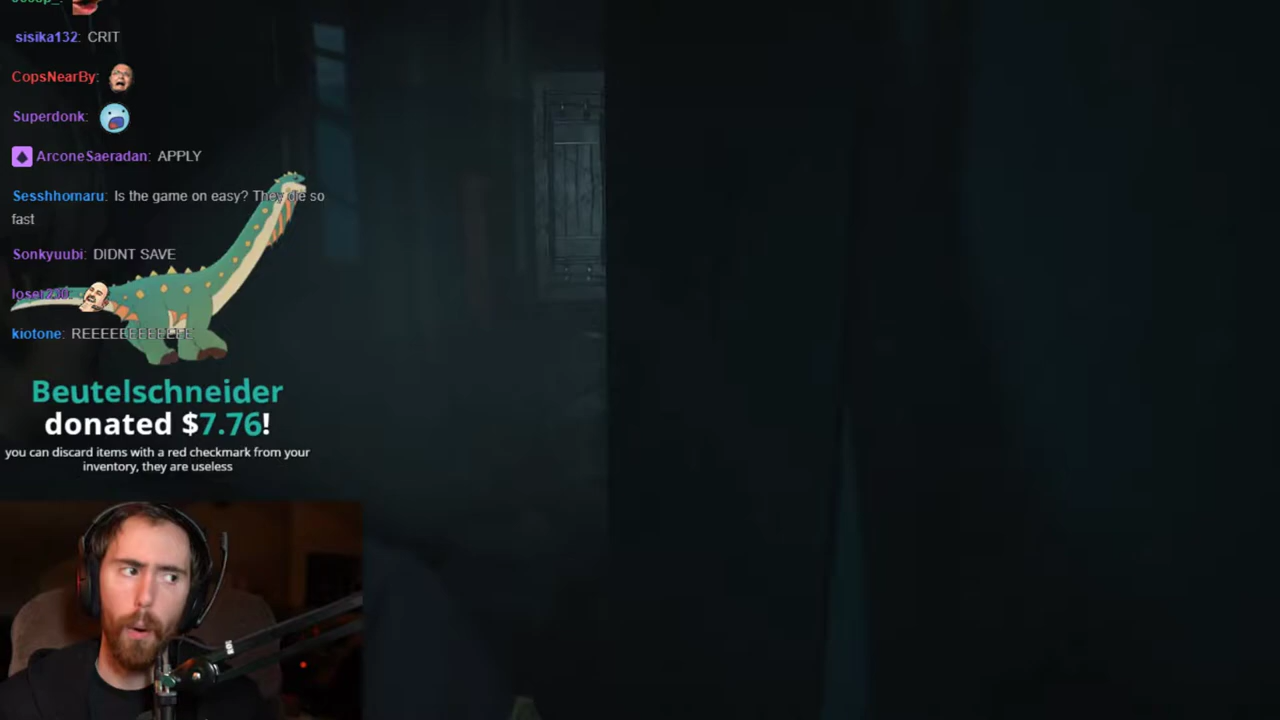 sisika132: CRIT
CopsNearBy:
Superdonk:
ArconeSaeradan: APPLY
Sesshhomaru: Is the game on easy? They die so
fast
Sonkyuubi: DIDNT SAVE
kiotone: REEEEEEEEEEEE
Beutelschneider
donated $7.76!
you can discard items with a red checkmark from your
inventory, they are useless